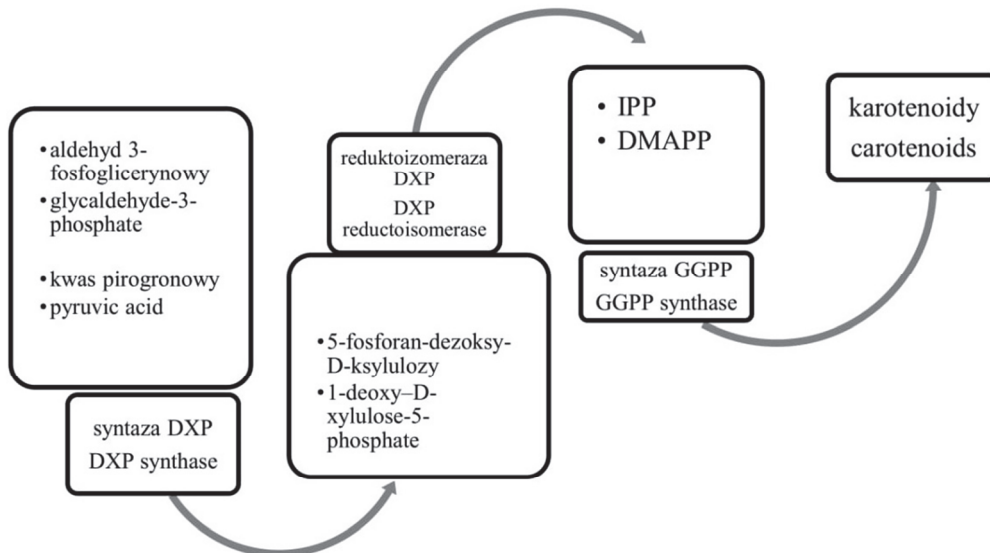 • aldehyd 3-
fosfoglicerynowy
• glycaldehyde-3-
phosphate
• kwas pirogronowy
• pyruvic acid
syntaza DXP
DXP synthase
reduktoizomeraza
DXP
DXP
reductoisomerase
• 5-fosforan-dezoksy-
D-ksylulozy
• 1-deoxy–D-
xylulose-5-
phosphate
• IPP
• DMAPP
syntaza GGPP
GGPP synthase
karotenoidy
carotenoids